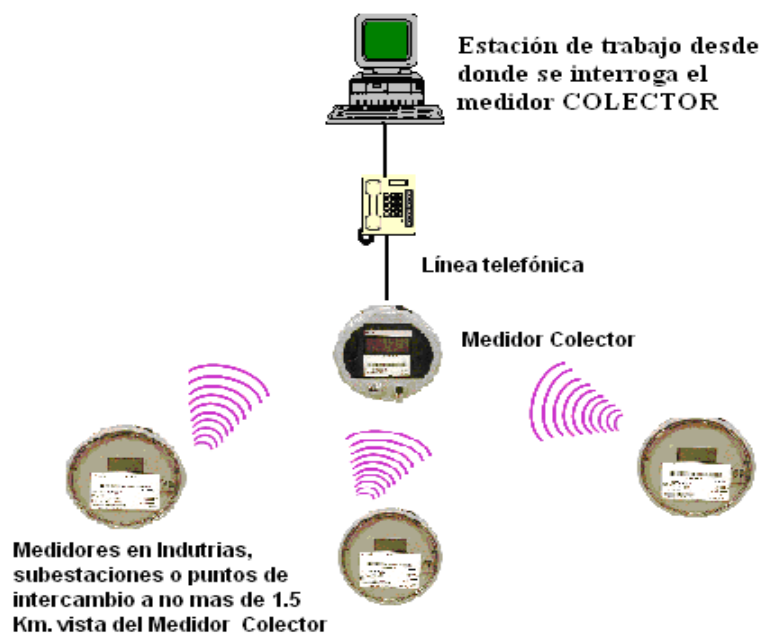 Estación de trabajo desde
donde se interroga el
medidor COLECTOR
Línea telefónica
Medidor Colector
Medidores en Indutrias,
subestaciones o puntos de
intercambio a no mas de 1.5
Km. vista del Medidor Colector